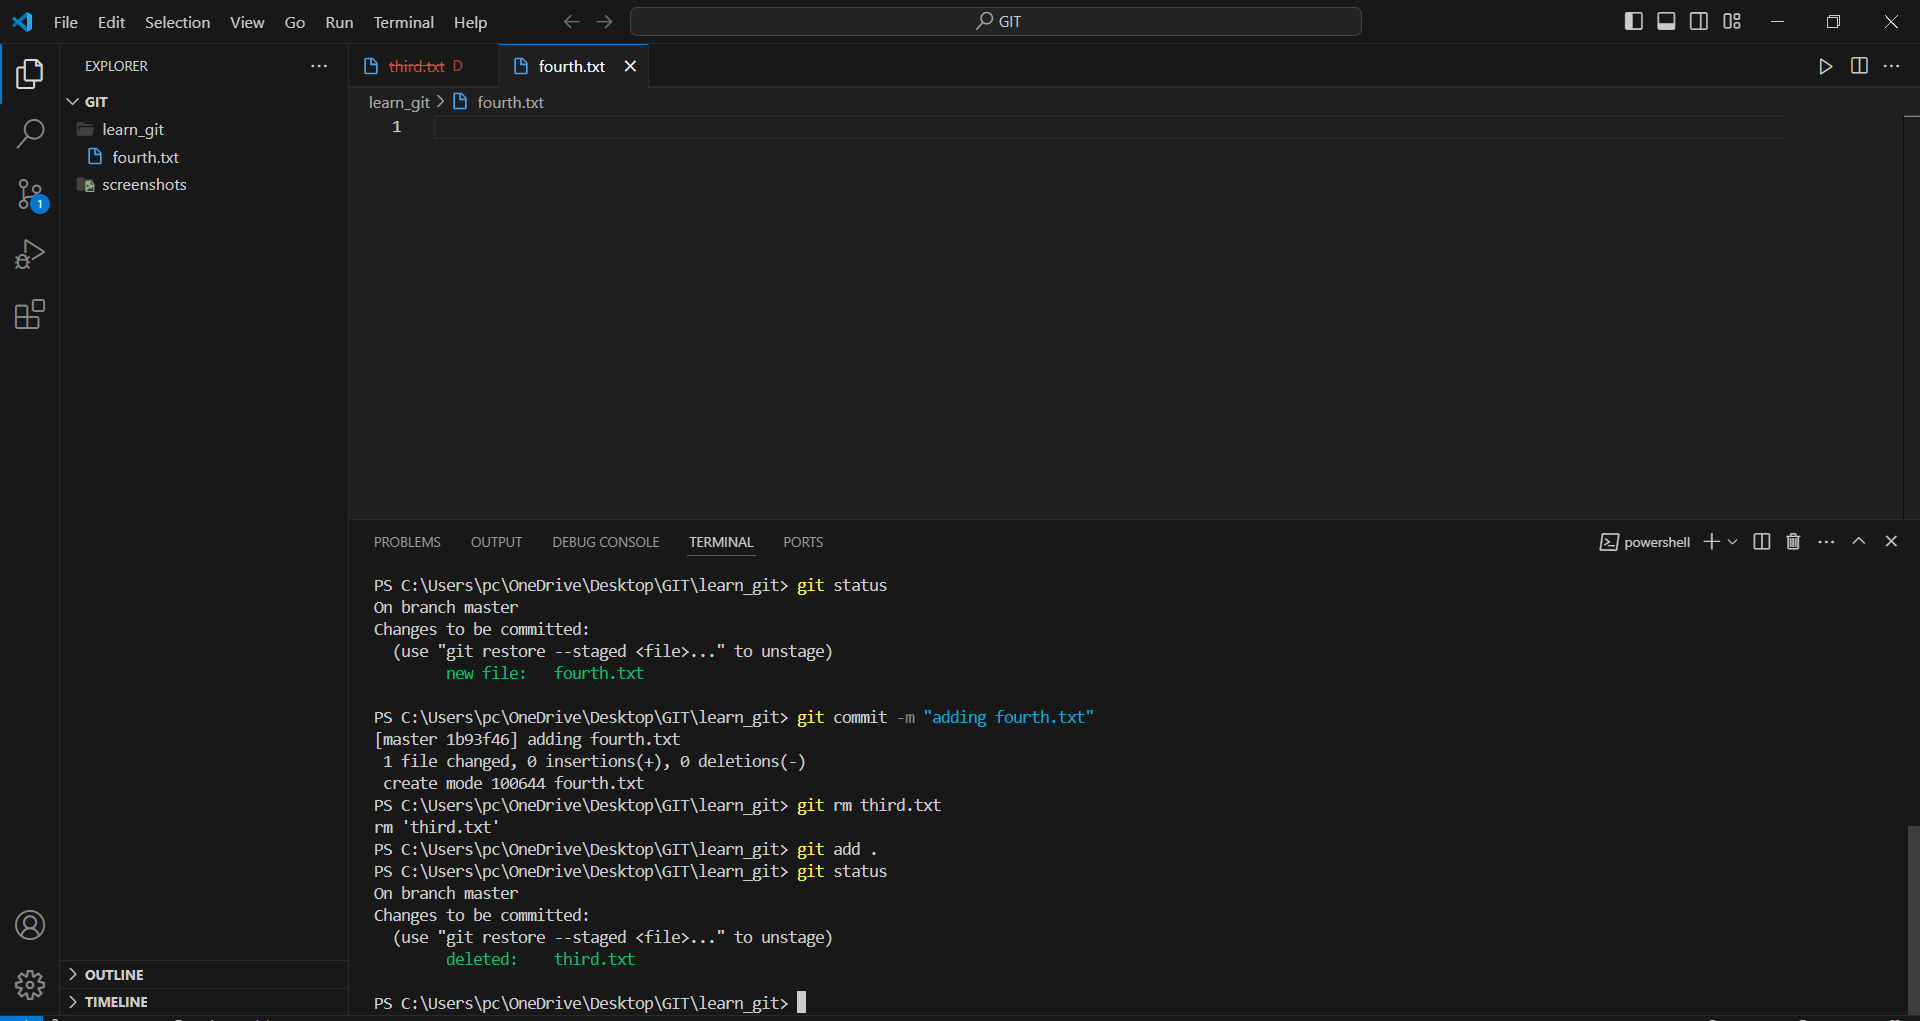 File Edit Selection View Go Run Terminal Help
GIT
EXPLORER
GIT
learn_git
fourth.txt
screenshots
OUTLINE
TIMELINE
1
third.txt D
fourth.txt
learn_git > fourth.txt
1
PROBLEMS OUTPUT DEBUG CONSOLE TERMINAL PORTS
powershell
PS C:\Users\pc\OneDrive\Desktop\GIT\learn_git> git status
On branch master
Changes to be committed:
  (use "git restore --staged <file>..." to unstage)
        new file:   fourth.txt
PS C:\Users\pc\OneDrive\Desktop\GIT\learn_git> git commit -m "adding fourth.txt"
[master 1b93f46] adding fourth.txt
 1 file changed, 0 insertions(+), 0 deletions(-)
 create mode 100644 fourth.txt
PS C:\Users\pc\OneDrive\Desktop\GIT\learn_git> git rm third.txt
rm 'third.txt'
PS C:\Users\pc\OneDrive\Desktop\GIT\learn_git> git add .
PS C:\Users\pc\OneDrive\Desktop\GIT\learn_git> git status
On branch master
Changes to be committed:
  (use "git restore --staged <file>..." to unstage)
        deleted:    third.txt
PS C:\Users\pc\OneDrive\Desktop\GIT\learn_git>